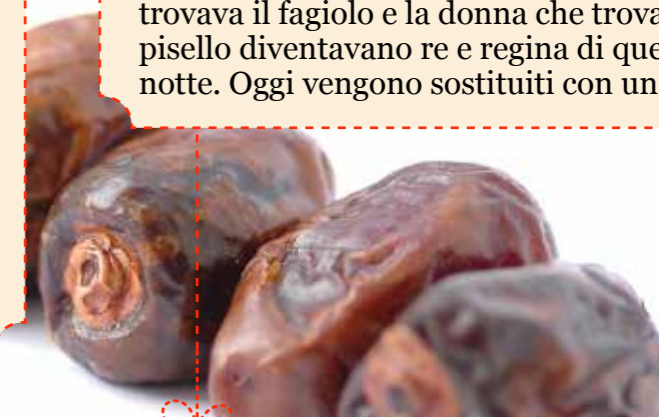 trovava il fagiolo e la donna che trova
pisello diventavano re e regina di que
notte. Oggi vengono sostituiti con un